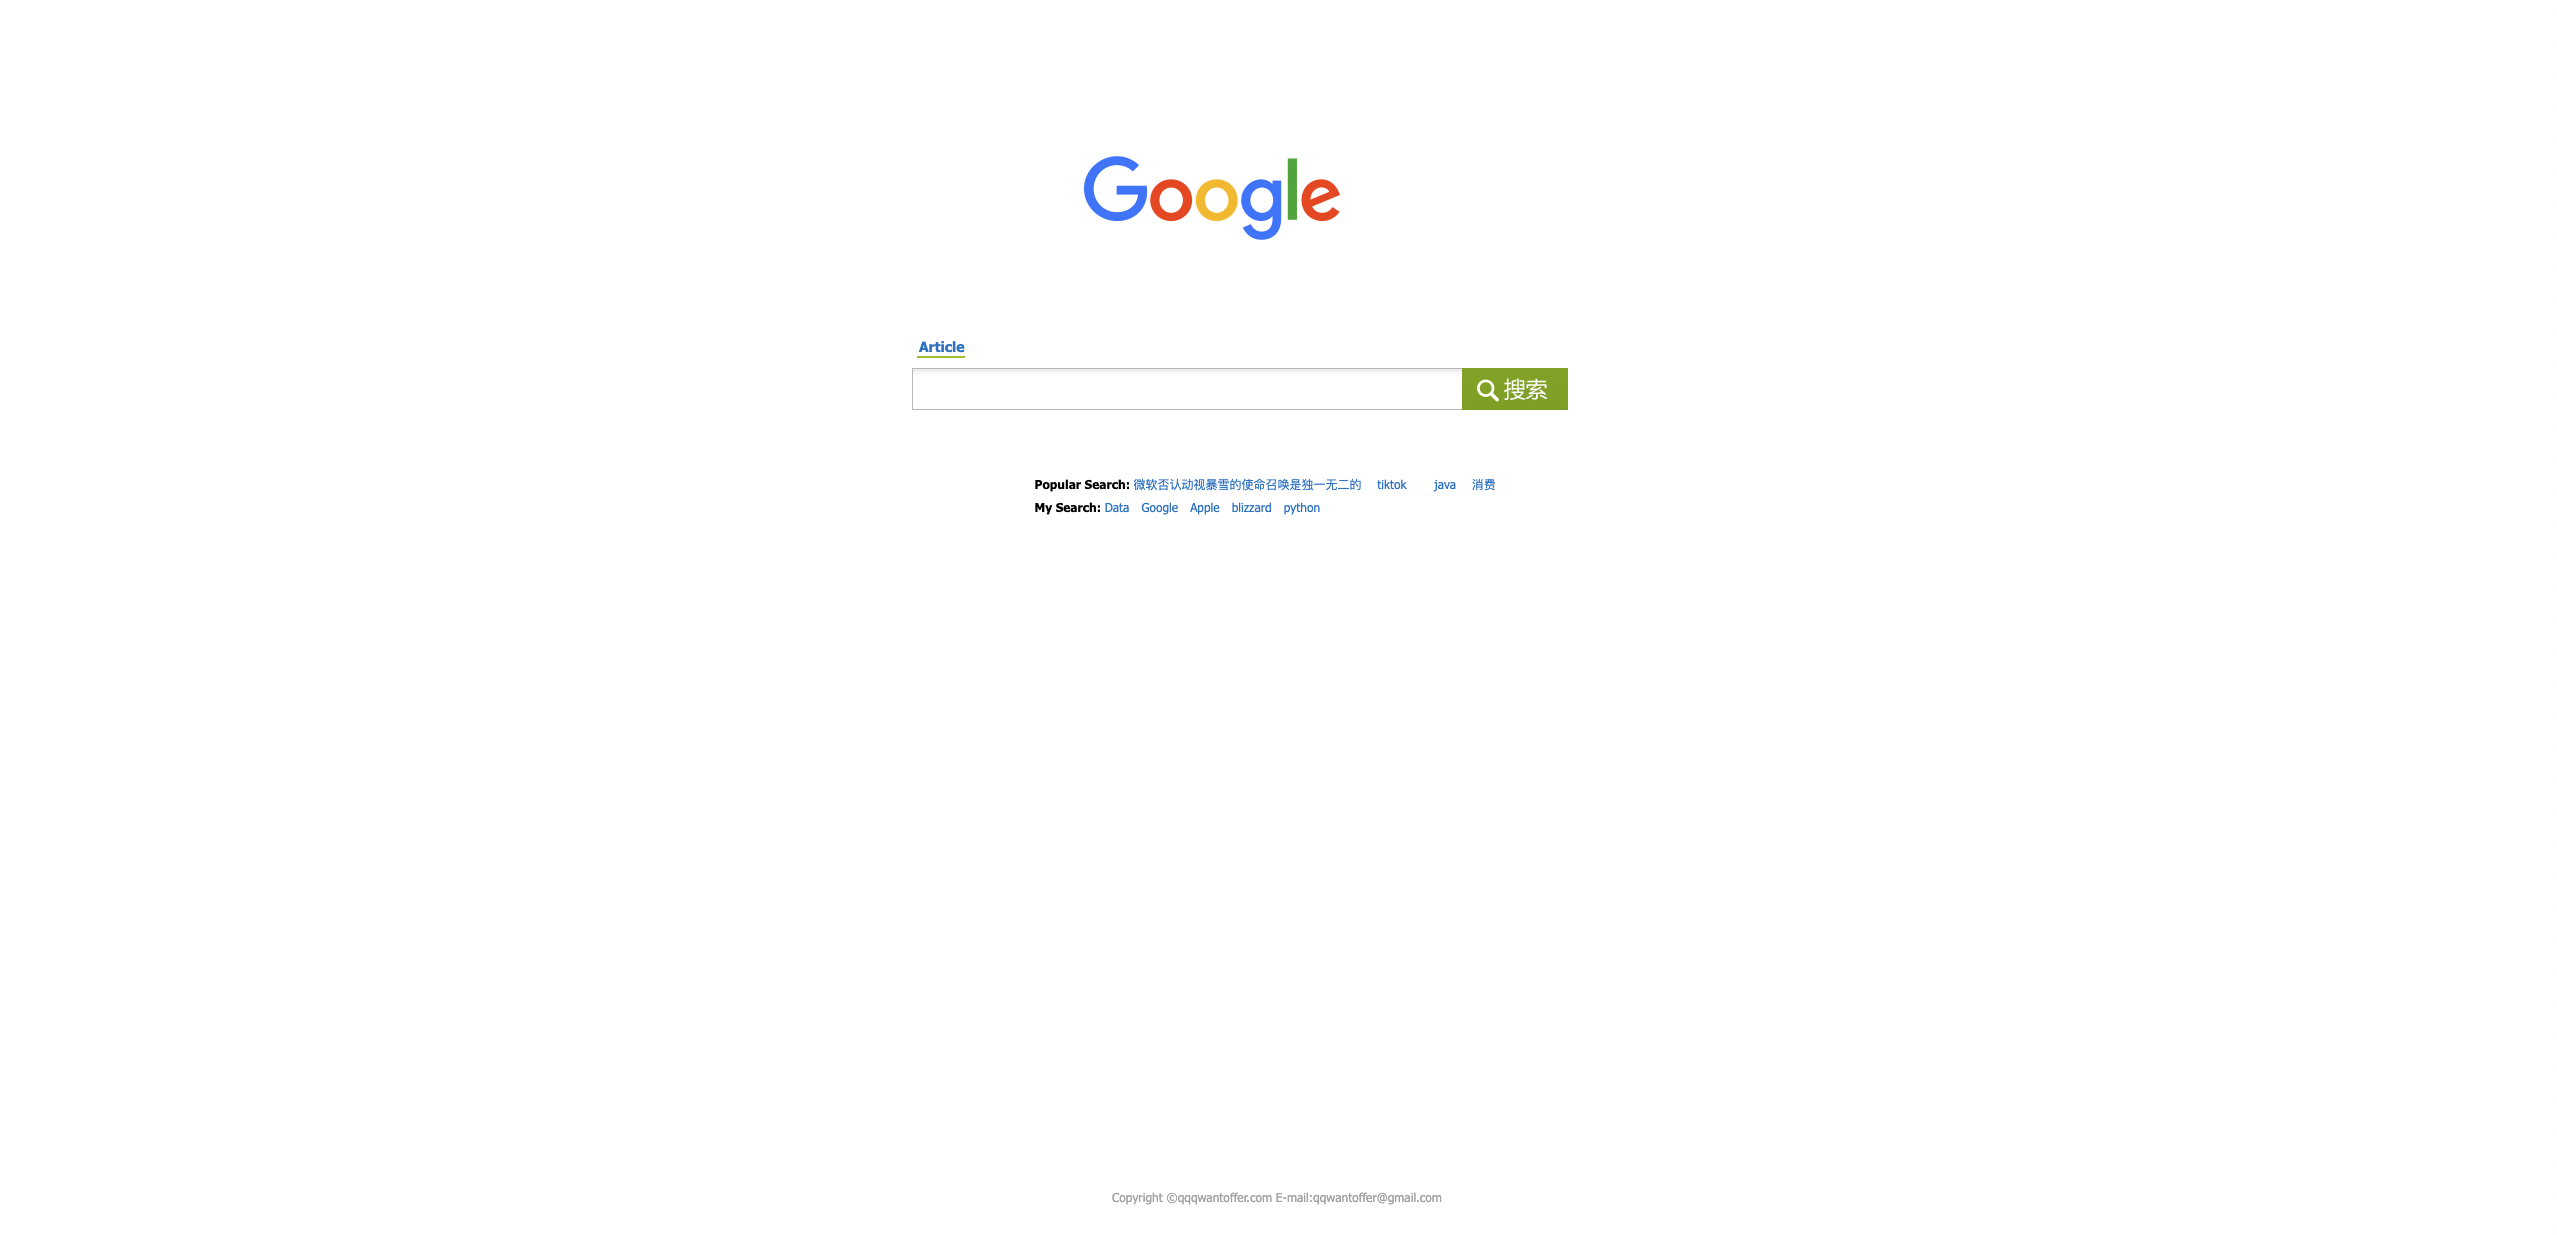 Google
Article
搜索
Popular Search: 微软否认动视暴雪的使命召唤是独一无二的 tiktok java 消费
My Search: Data Google Apple blizzard python
Copyright ©qqqwantoffer.com E-mail:qqwantoffer@gmail.com